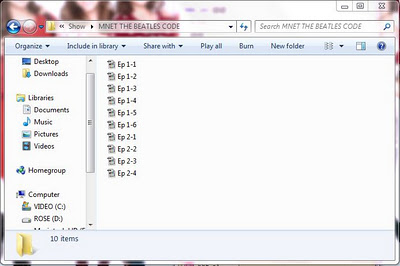 Show ▸ MNET THE BEATLES CODE
Search MNET THE BEATLES CODE
Organize Include in library Share with Play all Burn New folder
Desktop
Downloads
Libraries
Documents
Music
Pictures
Videos
Homegroup
Computer
VIDEO (C:)
ROSE (D:)
Ep 1-1
Ep 1-2
Ep 1-3
Ep 1-4
Ep 1-5
Ep 1-6
Ep 2-1
Ep 2-2
Ep 2-3
Ep 2-4
10 items